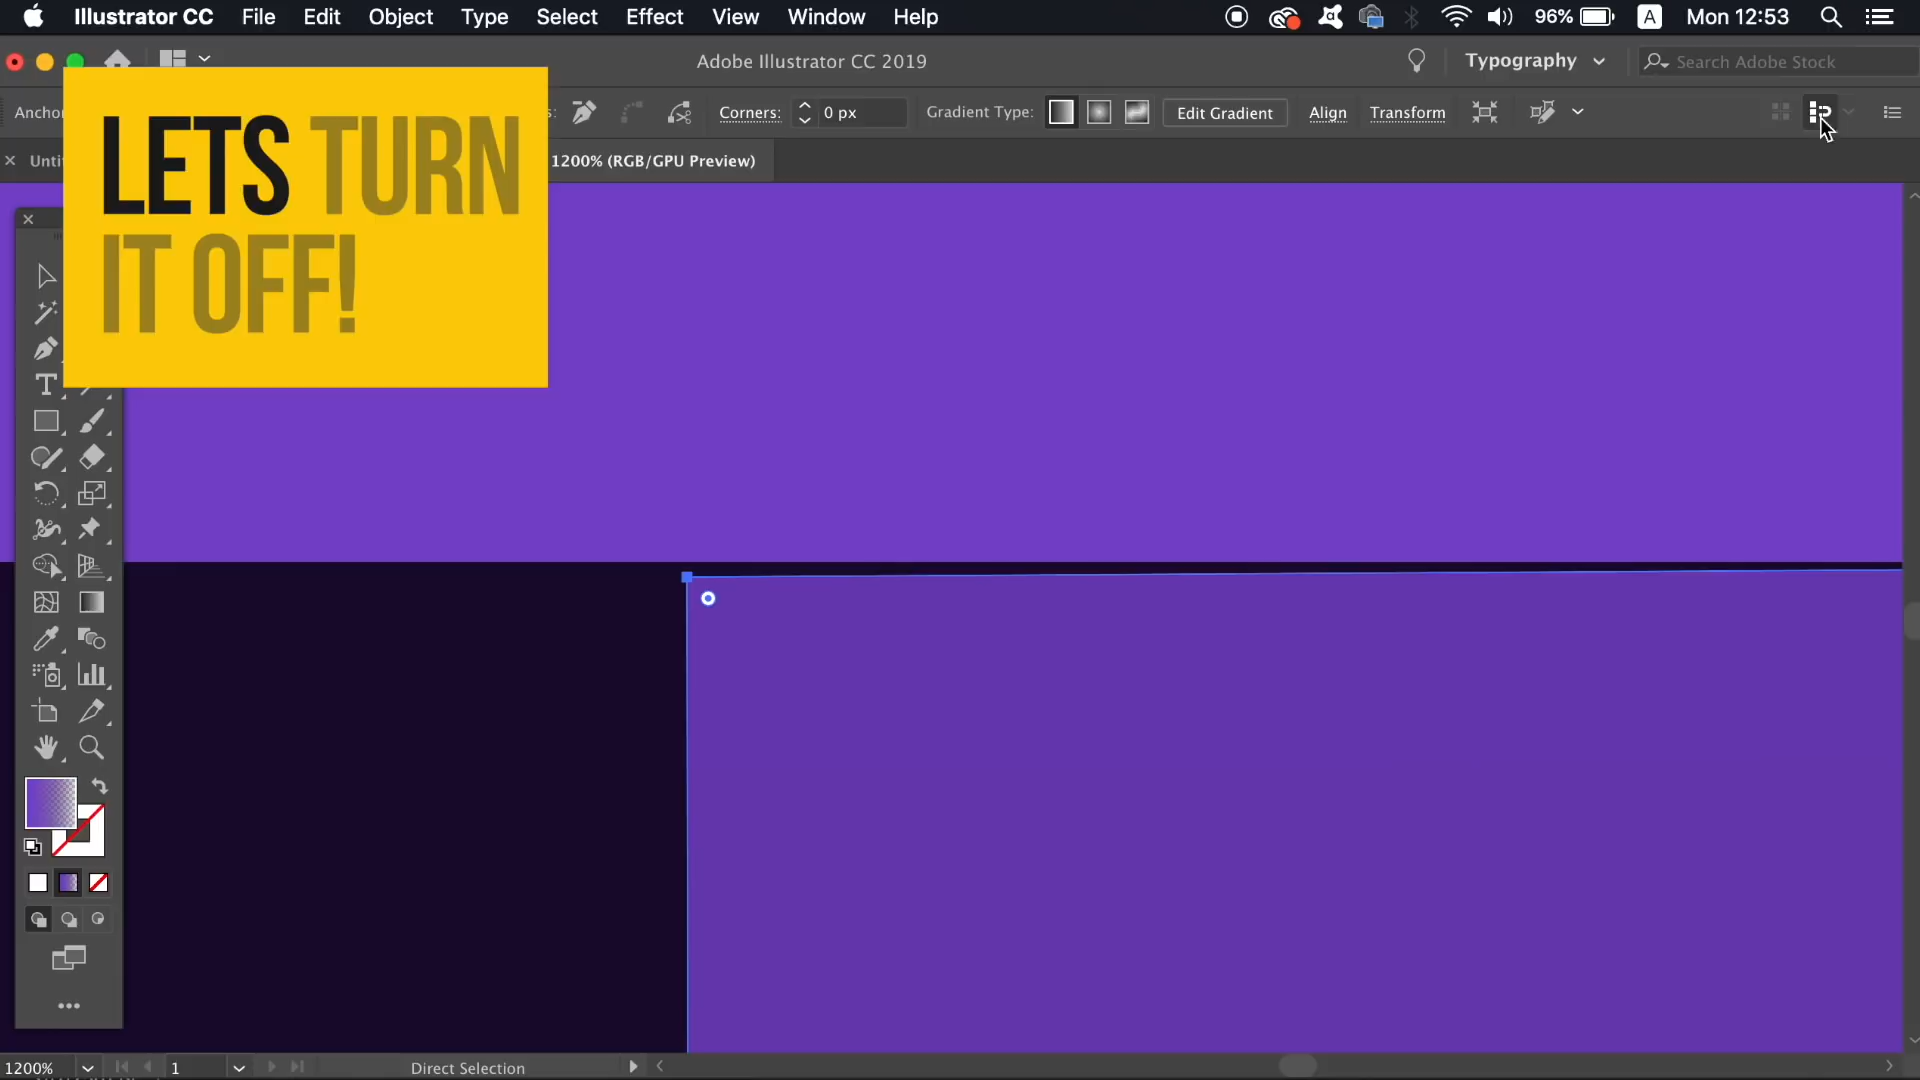 Illustrator CC File Edit Object Type Select Effect View Window Help 96% A Mon 12:53
Adobe Illustrator CC 2019 Typography Search Adobe Stock
Corners: 0 px Gradient Type: Edit Gradient Align Transform
1200% (RGB/GPU Preview)
LETS TURN
IT OFF!
1200% 1 Direct Selection